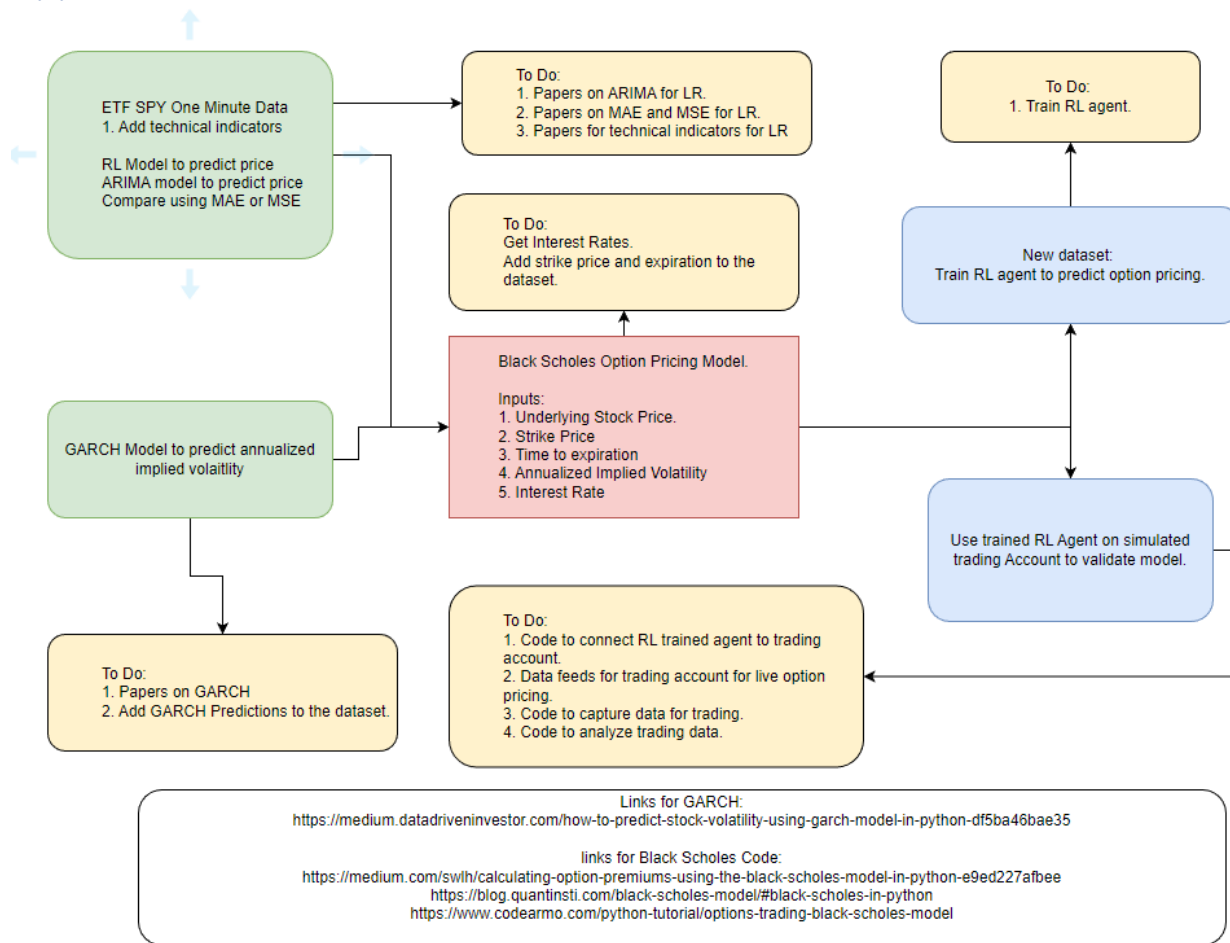 ETF SPY One Minute Data
1. Add technical indicators
RL Model to predict price
ARIMA model to predict price
Compare using MAE or MSE
To Do:
1. Papers on ARIMA for LR.
2. Papers on MAE and MSE for LR.
3. Papers for technical indicators for LR
To Do:
1. Train RL agent.
To Do:
Get Interest Rates.
Add strike price and expiration to the
dataset.
New dataset:
Train RL agent to predict option pricing.
Black Scholes Option Pricing Model.
Inputs:
1. Underlying Stock Price.
2. Strike Price
3. Time to expiration
4. Annualized Implied Volatility
5. Interest Rate
GARCH Model to predict annualized
implied volaitlity
Use trained RL Agent on simulated
trading Account to validate model.
To Do:
1. Papers on GARCH
2. Add GARCH Predictions to the dataset.
To Do:
1. Code to connect RL trained agent to trading
account.
2. Data feeds for trading account for live option
pricing.
3. Code to capture data for trading.
4. Code to analyze trading data.
Links for GARCH:
https://medium.datadriveninvestor.com/how-to-predict-stock-volatility-using-garch-model-in-python-df5ba46bae35
links for Black Scholes Code:
https://medium.com/swlh/calculating-option-premiums-using-the-black-scholes-model-in-python-e9ed227afbee
https://blog.quantinsti.com/black-scholes-model/#black-scholes-in-python
https://www.codearmo.com/python-tutorial/options-trading-black-scholes-model